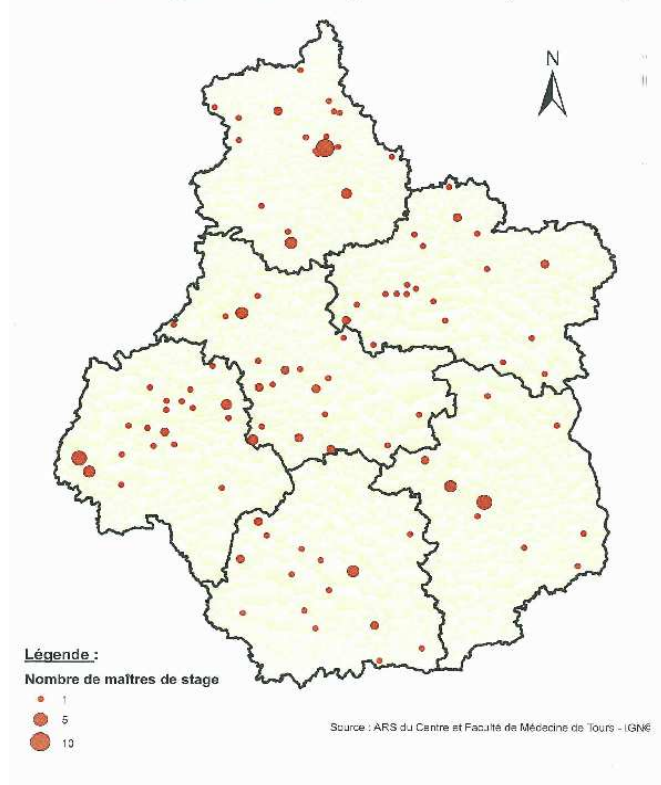 N
Légende :
Nombre de maîtres de stage
1
5
10
Source : ARS du Centre et Faculté de Médecine de Tours - IGN©